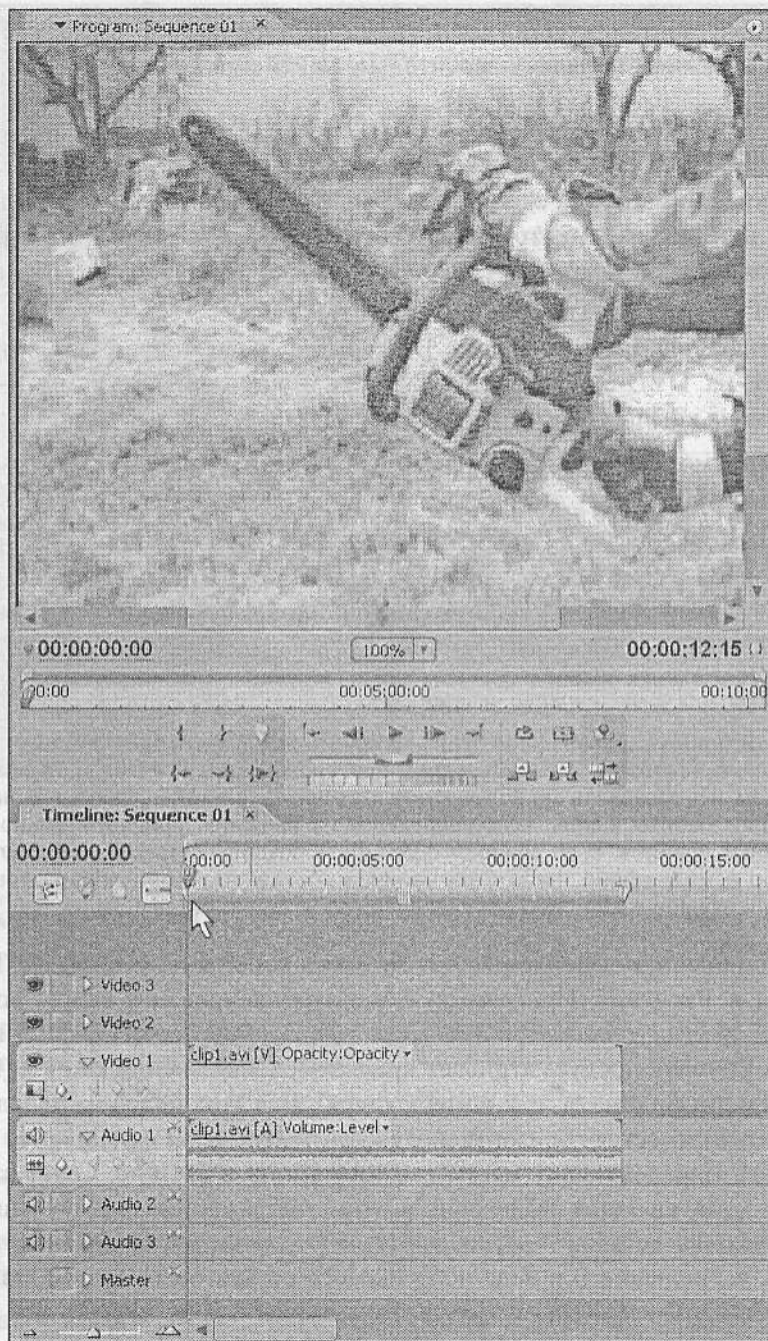 Program: Sequence 01
00:00:00:00
100%
00:00:12:15
00:00
00:05:00:00
00:10:00
Timeline: Sequence 01
00:00:00:00
:00:00
00:00:05:00
00:00:10:00
00:00:15:00
Video 3
Video 2
Video 1
clip1.avi [V] Opacity:Opacity
Audio 1
clip1.avi [A] Volume:Level
Audio 2
Audio 3
Master